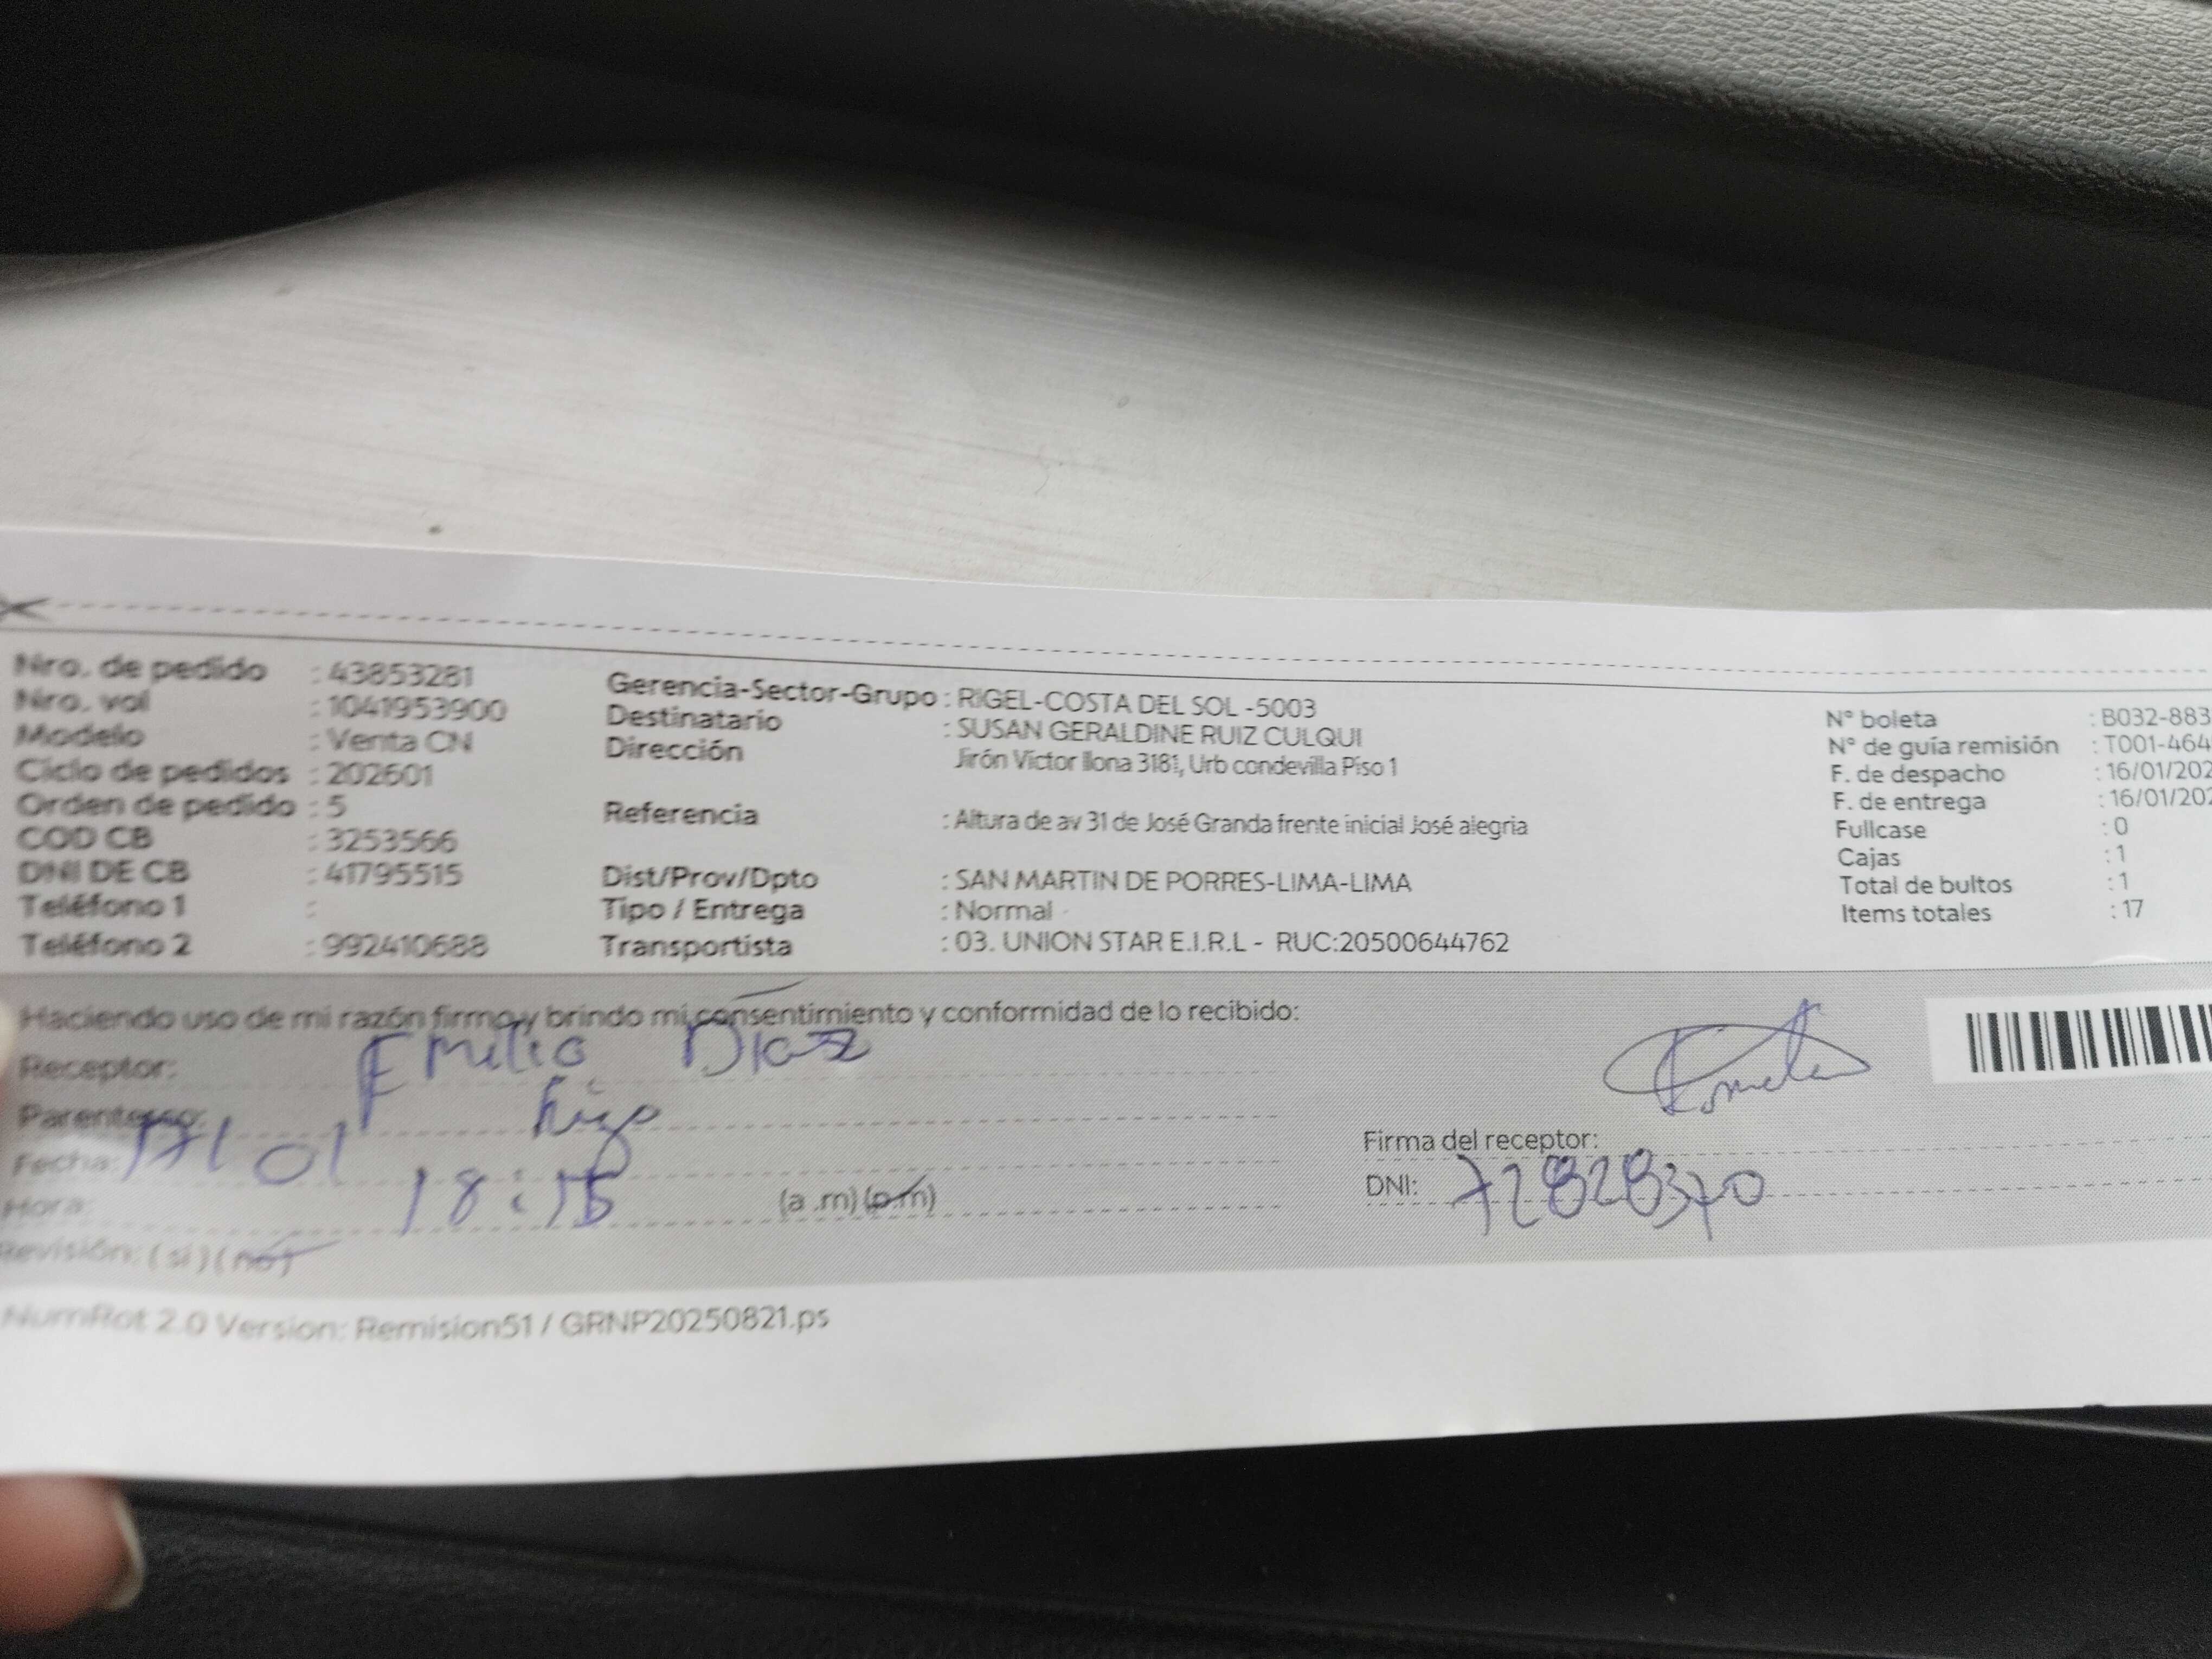 Nro. de pedido : 43853281
Nro. vol : 1041953900
Modelo : Venta CN
Ciclo de pedidos : 202601
Orden de pedido : 5
COD CB : 3253566
DNI DE CB : 41795515
Teléfono 1 :
Teléfono 2 : 992410688
Gerencia-Sector-Grupo : RIGEL-COSTA DEL SOL -5003
Destinatario : SUSAN GERALDINE RUIZ CULQUI
Dirección Jirón Victor Ilona 3181, Urb condevilla Piso 1
Referencia : Altura de av 31 de José Granda frente inicial José alegria
Dist/Prov/Dpto : SAN MARTIN DE PORRES-LIMA-LIMA
Tipo / Entrega : Normal
Transportista : 03. UNION STAR E.I.R.L - RUC:20500644762
N° boleta : B032-883
N° de guía remisión : T001-464
F. de despacho : 16/01/202
F. de entrega : 16/01/202
Fullcase : 0
Cajas : 1
Total de bultos : 1
Items totales : 17
Haciendo uso de mi razón firmo y brindo mi consentimiento y conformidad de lo recibido:
Receptor: Emilio Diaz
Parentesco: hijo
Fecha: 17/01
Hora: 18:15 (a .m) (p.m)
Revisión: (si) (no)
Firma del receptor:
DNI: 72828370
NumRot 2.0 Version: Remision51 / GRNP20250821.ps